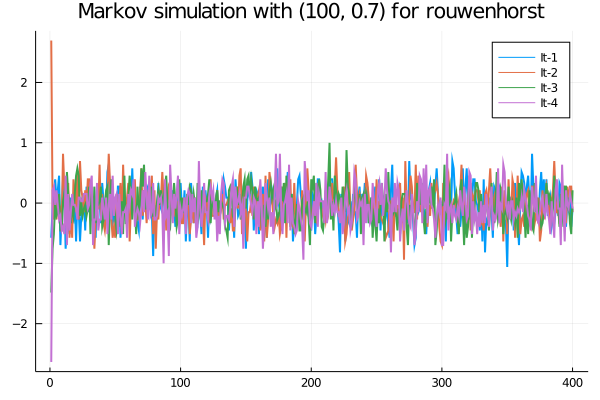 Markov simulation with (100, 0.7) for rouwenhorst
It-1
It-2
It-3
It-4
2
1
0
−1
−2
0 100 200 300 400